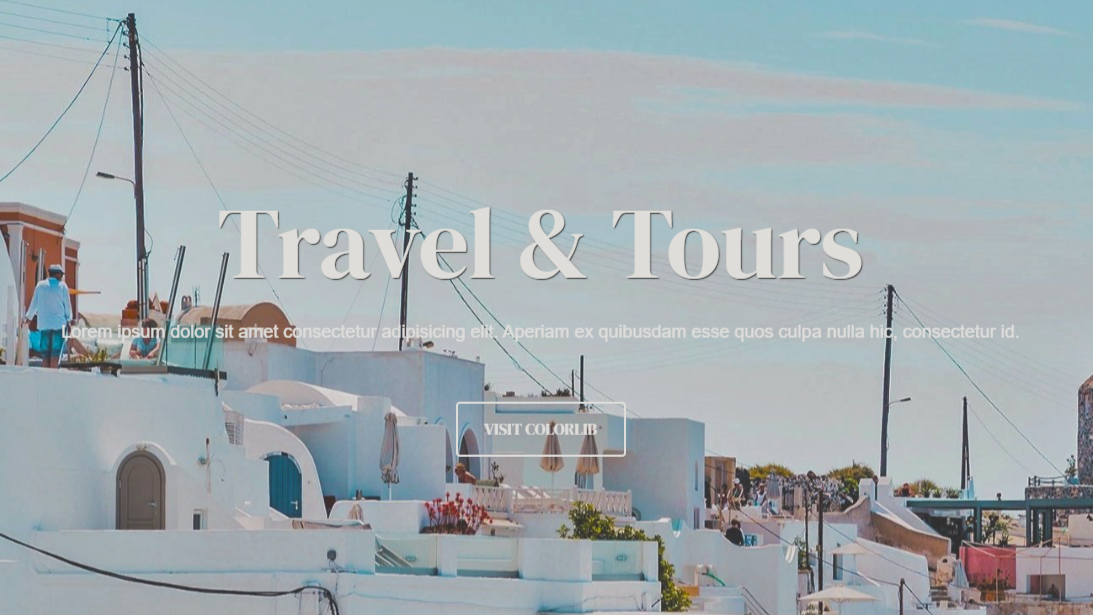 Travel & Tours
Lorem ipsum dolor sit amet consectetur adipisicing elit. Aperiam ex quibusdam esse quos culpa nulla hic, consectetur id.
VISIT COLORLIB